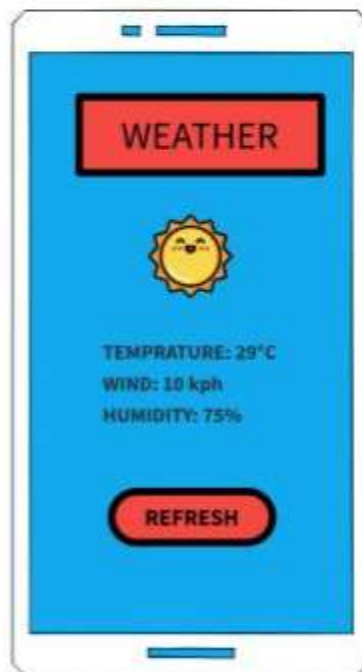 WEATHER
TEMPRATURE: 29°C
WIND: 10 kph
HUMIDITY: 75%
REFRESH